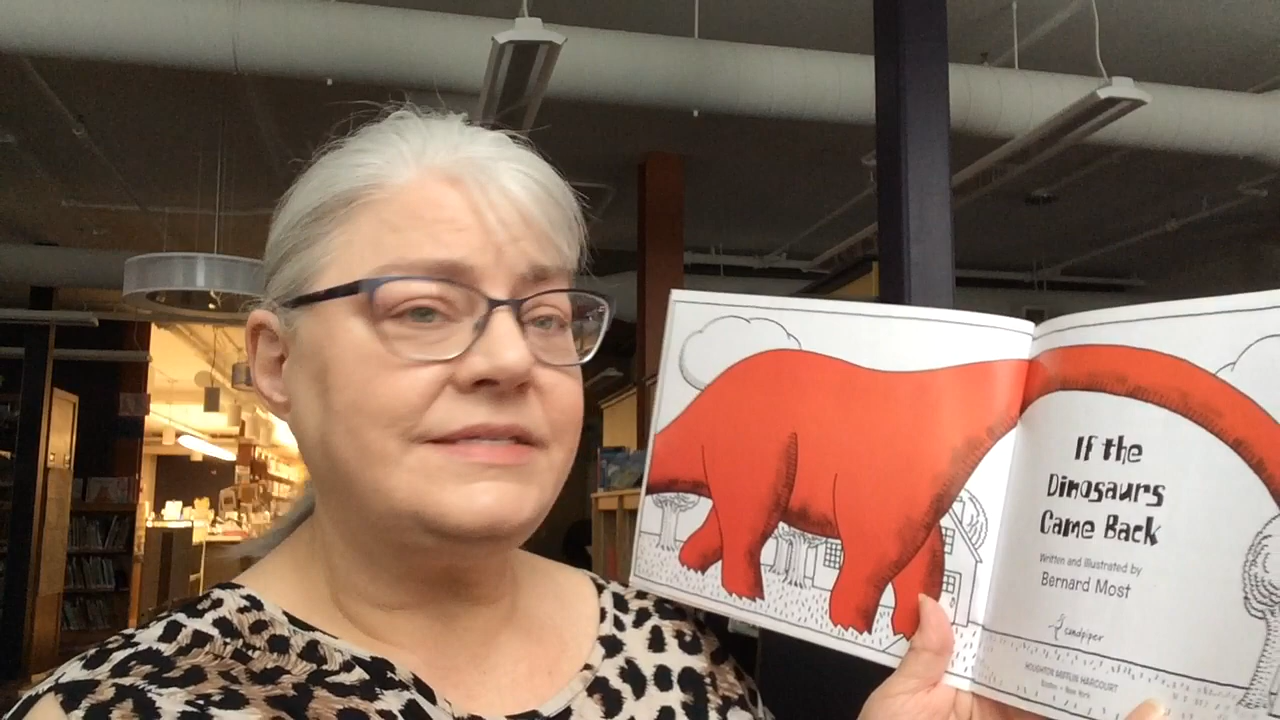 If the
Dinosaurs
Came Back
Written and illustrated by
Bernard Most
sandpiper
HOUGHTON MIFFLIN HARCOURT
Boston • New York